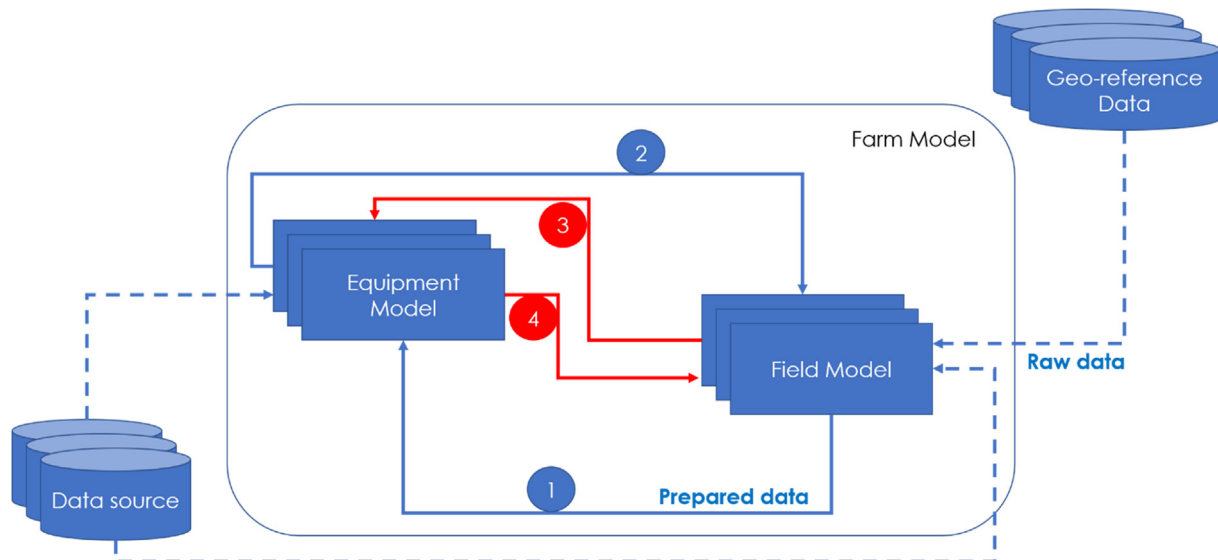 Geo-reference
Data
Farm Model
2
3
Equipment
Model
4
Field Model
Raw data
Data source
1
Prepared data